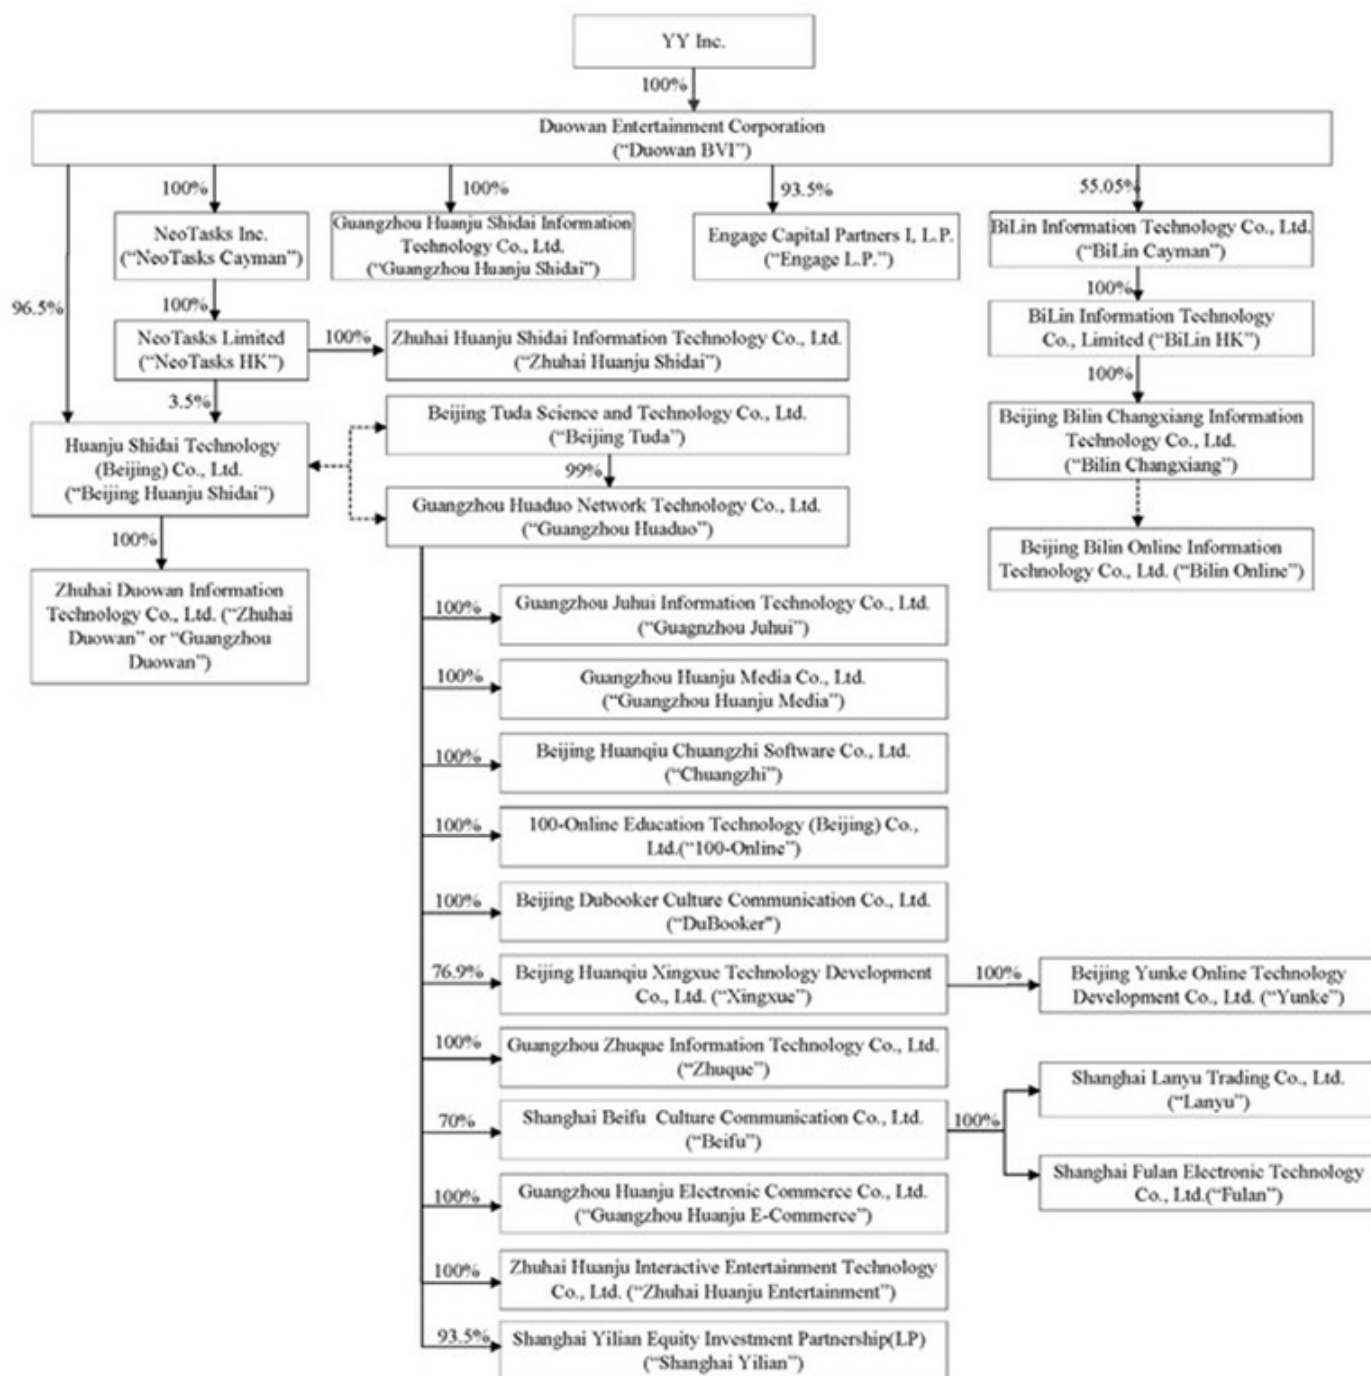 YY Inc.
100%
Duowan Entertainment Corporation
(“Duowan BVI”)
100%
100%
93.5%
55.05%
NeoTasks Inc.
(“NeoTasks Cayman”)
Guangzhou Huanju Shidai Information
Technology Co., Ltd.
(“Guangzhou Huanju Shidai”)
Engage Capital Partners I, L.P.
(“Engage L.P.”)
BiLin Information Technology Co., Ltd.
(“BiLin Cayman”)
96.5%
100%
100%
NeoTasks Limited
(“NeoTasks HK”)
100%
Zhuhai Huanju Shidai Information Technology Co., Ltd.
(“Zhuhai Huanju Shidai”)
BiLin Information Technology
Co., Limited (“BiLin HK”)
3.5%
100%
Huanju Shidai Technology
(Beijing) Co., Ltd.
(“Beijing Huanju Shidai”)
Beijing Tuda Science and Technology Co., Ltd.
(“Beijing Tuda”)
99%
Guangzhou Huaduo Network Technology Co., Ltd.
(“Guangzhou Huaduo”)
Beijing Bilin Changxiang Information
Technology Co., Ltd.
(“Bilin Changxiang”)
100%
Beijing Bilin Online Information
Technology Co., Ltd. (“Bilin Online”)
Zhuhai Duowan Information
Technology Co., Ltd. (“Zhuhai
Duowan” or “Guangzhou
Duowan”)
100%
Guangzhou Juhui Information Technology Co., Ltd.
(“Guagnzhou Juhui”)
100%
Guangzhou Huanju Media Co., Ltd.
(“Guangzhou Huanju Media”)
100%
Beijing Huanqiu Chuangzhi Software Co., Ltd.
(“Chuangzhi”)
100%
100-Online Education Technology (Beijing) Co.,
Ltd.(“100-Online”)
100%
Beijing Dubooker Culture Communication Co., Ltd.
(“DuBooker")
76.9%
Beijing Huanqiu Xingxue Technology Development
Co., Ltd. (“Xingxue”)
100%
Beijing Yunke Online Technology
Development Co., Ltd. (“Yunke”)
100%
Guangzhou Zhuque Information Technology Co., Ltd.
(“Zhuque”)
70%
Shanghai Beifu Culture Communication Co., Ltd.
(“Beifu”)
100%
Shanghai Lanyu Trading Co., Ltd.
(“Lanyu”)
Shanghai Fulan Electronic Technology
Co., Ltd.(“Fulan”)
100%
Guangzhou Huanju Electronic Commerce Co., Ltd.
(“Guangzhou Huanju E-Commerce”)
100%
Zhuhai Huanju Interactive Entertainment Technology
Co., Ltd. (“Zhuhai Huanju Entertainment”)
93.5%
Shanghai Yilian Equity Investment Partnership(LP)
(“Shanghai Yilian”)